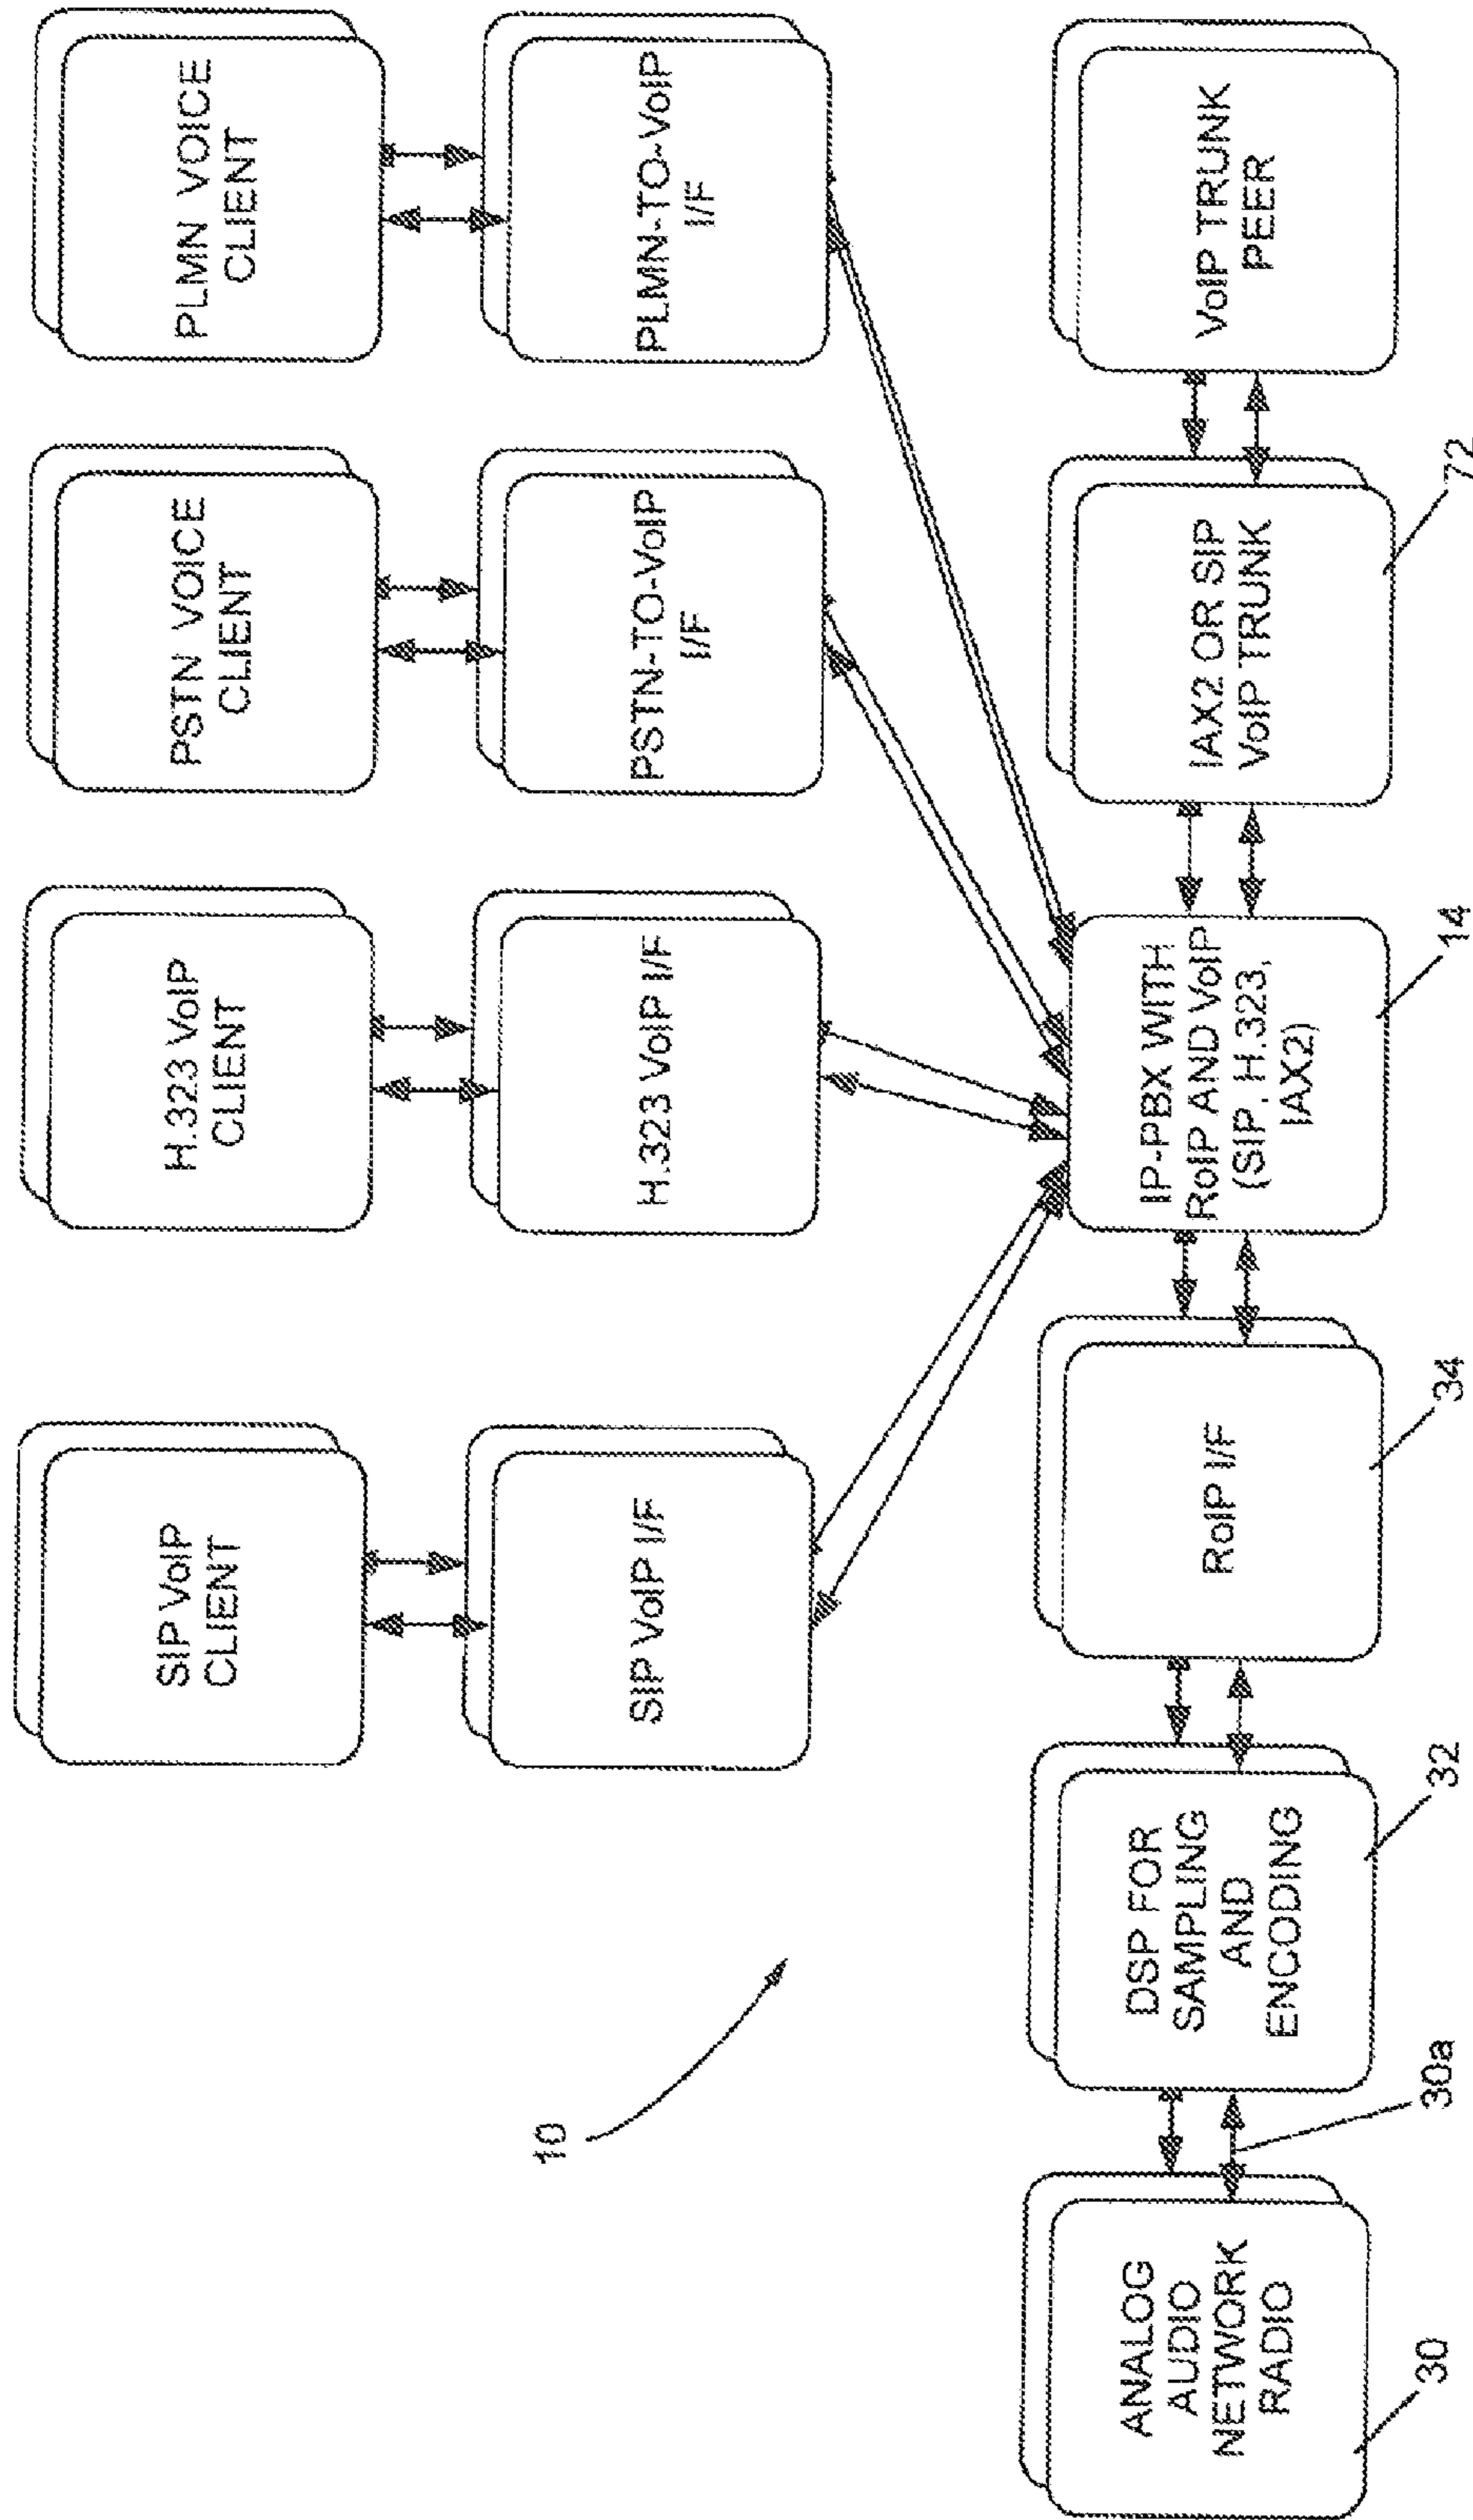 SIP VoIP
CLIENT
H.323 VoIP
CLIENT
PSTN VOICE
CLIENT
PLMN VOICE
CLIENT
SIP VoIP I/F
H.323 VoIP I/F
PSTN-TO-VoIP
I/F
PLMN-TO-VoIP
I/F
10
ANALOG
AUDIO
NETWORK
RADIO
DSP FOR
SAMPLING
AND
ENCODING
RoIP I/F
IP-PBX WITH
RoIP AND VoIP
(SIP, H.323,
IAX2)
IAX2 OR SIP
VoIP TRUNK
VoIP TRUNK
PEER
30
30a
32
34
14
72